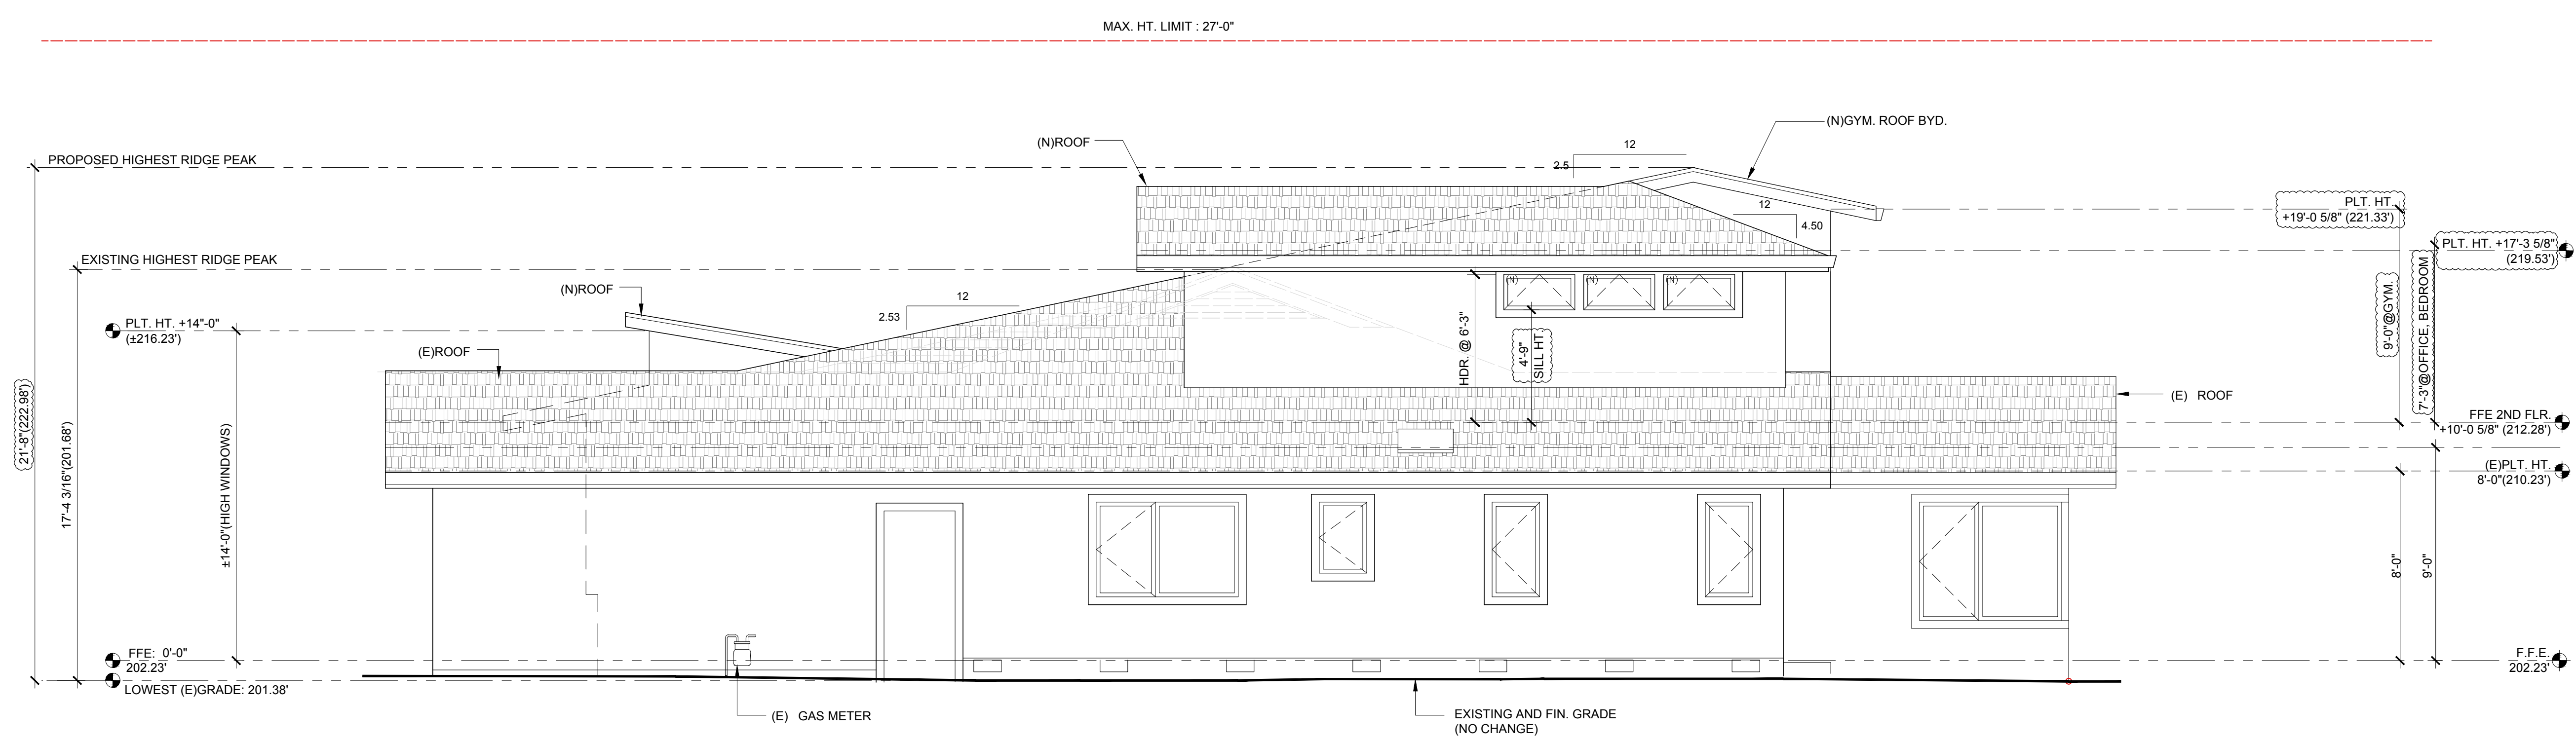 MAX. HT. LIMIT : 27'-0"
(N)GYM. ROOF BYD.
(N)ROOF
12
2.5
PROPOSED HIGHEST RIDGE PEAK
PLT. HT.
+19'-0 5/8" (221.33')
12
4.50
PLT. HT. +17'-3 5/8"
(219.53')
EXISTING HIGHEST RIDGE PEAK
(N)
(N)
(N)
(N)ROOF
12
2.53
PLT. HT. +14"-0"
(±216.23')
(E)ROOF
HDR. @ 6'-3"
4'-9"
SILL HT.
9'-0"@GYM.
7'-3"@OFFICE, BEDROOM
(E) ROOF
FFE 2ND FLR.
+10'-0 5/8" (212.28')
21'-8"(222.98')
17'-4 3/16"(201.68')
±14'-0"(HIGH WINDOWS)
(E)PLT. HT.
8'-0"(210.23')
8'-0"
9'-0"
FFE: 0'-0"
202.23'
F.F.E.
202.23'
LOWEST (E)GRADE: 201.38'
(E) GAS METER
EXISTING AND FIN. GRADE
(NO CHANGE)